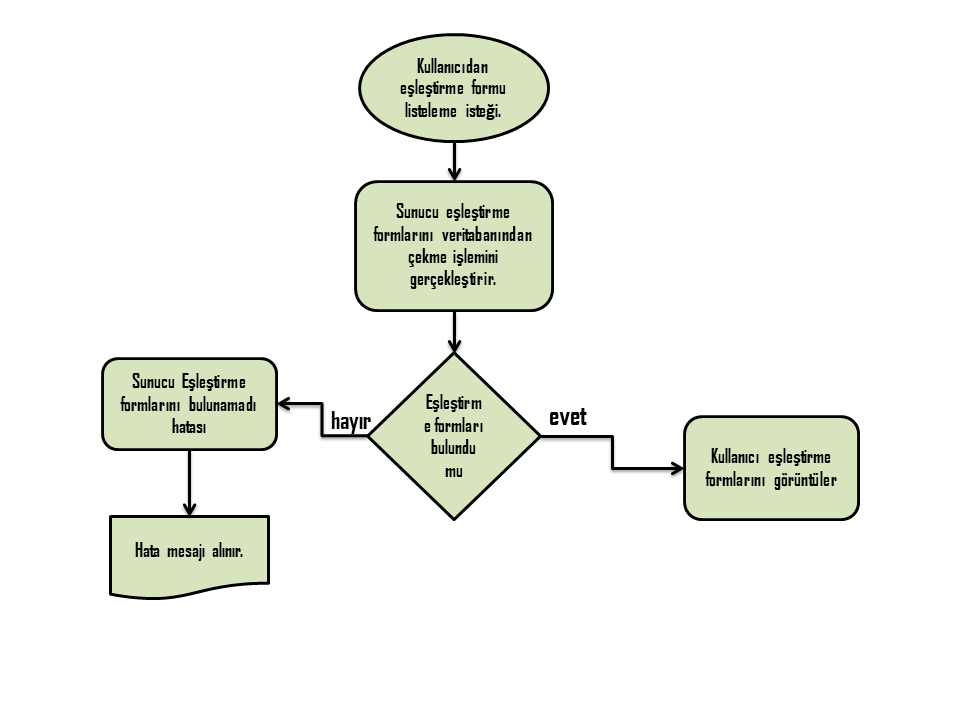 Kullanıcıdan
eşleştirme formu
listeleme isteği.
Sunucu eşleştirme
formlarını veritabanından
çekme işlemini
gerçekleştirir.
Eşleştirm
e formları
bulundu
mu
hayır
evet
Sunucu Eşleştirme
formlarını bulunamadı
hatası
Hata mesajı alınır.
Kullanıcı eşleştirme
formlarını görüntüler